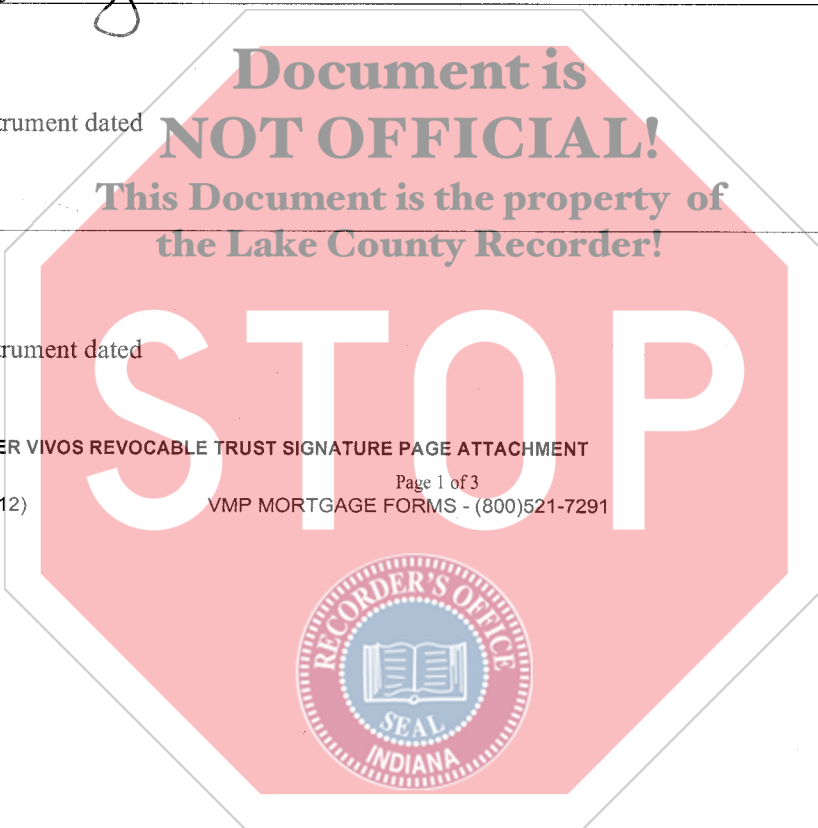 Document is
trument dated
NOT OFFICIAL!
This Document is the property of
the Lake County Recorder!
STOP
trument dated
ER VIVOS REVOCABLE TRUST SIGNATURE PAGE ATTACHMENT
Page 1 of 3
12) VMP MORTGAGE FORMS - (800)521-7291
RECORDER'S OFFICE
SEAL
INDIANA